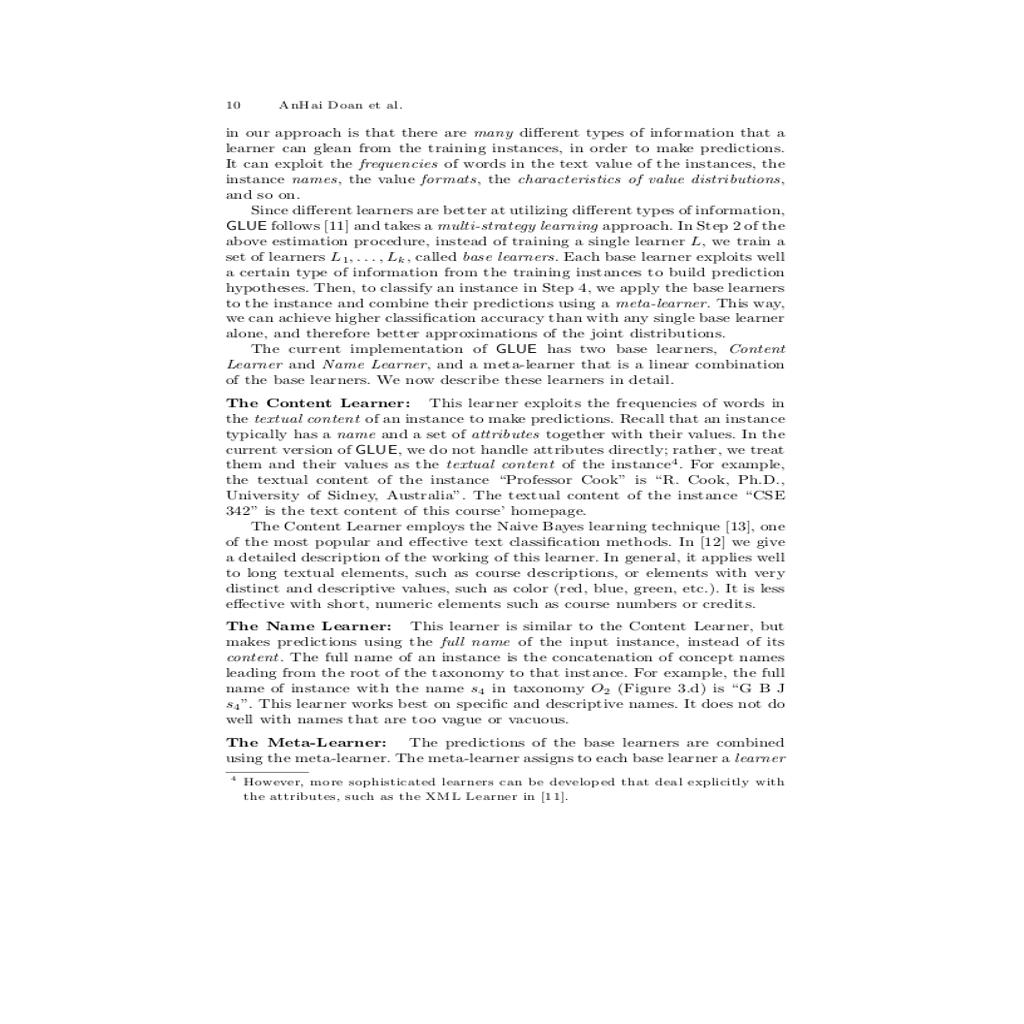 10 AnHai Doan et al.
in our approach is that there are many different types of information that a
learner can glean from the training instances, in order to make predictions.
It can exploit the frequencies of words in the text value of the instances, the
instance names, the value formats, the characteristics of value distributions,
and so on.
Since different learners are better at utilizing different types of information,
GLUE follows [11] and takes a multi-strategy learning approach. In Step 2 of the
above estimation procedure, instead of training a single learner L, we train a
set of learners L₁, . . . , Lₖ, called base learners. Each base learner exploits well
a certain type of information from the training instances to build prediction
hypotheses. Then, to classify an instance in Step 4, we apply the base learners
to the instance and combine their predictions using a meta-learner. This way,
we can achieve higher classification accuracy than with any single base learner
alone, and therefore better approximations of the joint distributions.
The current implementation of GLUE has two base learners, Content
Learner and Name Learner, and a meta-learner that is a linear combination
of the base learners. We now describe these learners in detail.
The Content Learner: This learner exploits the frequencies of words in
the textual content of an instance to make predictions. Recall that an instance
typically has a name and a set of attributes together with their values. In the
current version of GLUE, we do not handle attributes directly; rather, we treat
them and their values as the textual content of the instance⁴. For example,
the textual content of the instance “Professor Cook” is “R. Cook, Ph.D.,
University of Sidney, Australia”. The textual content of the instance “CSE
342” is the text content of this course’ homepage.
The Content Learner employs the Naive Bayes learning technique [13], one
of the most popular and effective text classification methods. In [12] we give
a detailed description of the working of this learner. In general, it applies well
to long textual elements, such as course descriptions, or elements with very
distinct and descriptive values, such as color (red, blue, green, etc.). It is less
effective with short, numeric elements such as course numbers or credits.
The Name Learner: This learner is similar to the Content Learner, but
makes predictions using the full name of the input instance, instead of its
content. The full name of an instance is the concatenation of concept names
leading from the root of the taxonomy to that instance. For example, the full
name of instance with the name s₄ in taxonomy O₂ (Figure 3.d) is “G B J
s₄”. This learner works best on specific and descriptive names. It does not do
well with names that are too vague or vacuous.
The Meta-Learner: The predictions of the base learners are combined
using the meta-learner. The meta-learner assigns to each base learner a learner
⁴ However, more sophisticated learners can be developed that deal explicitly with
the attributes, such as the XML Learner in [11].